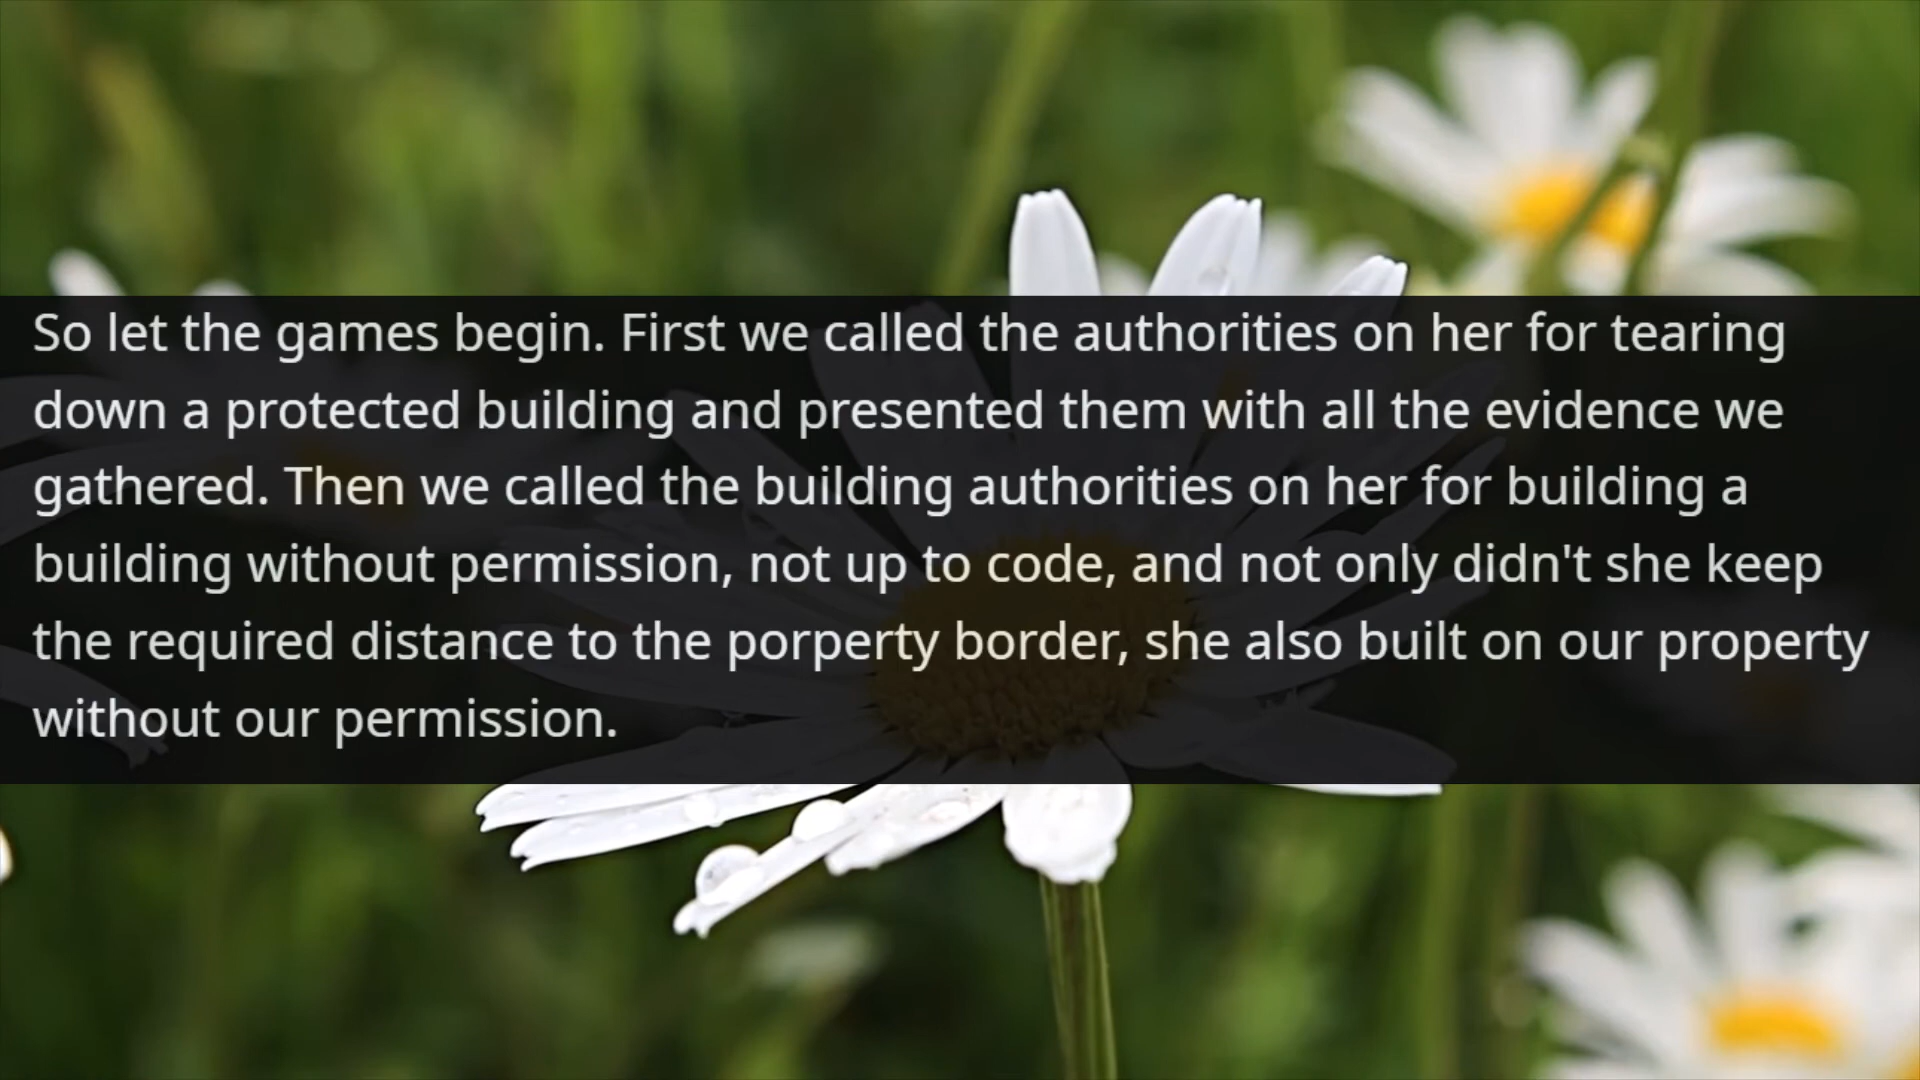 So let the games begin. First we called the authorities on her for tearing
down a protected building and presented them with all the evidence we
gathered. Then we called the building authorities on her for building a
building without permission, not up to code, and not only didn't she keep
the required distance to the porperty border, she also built on our property
without our permission.